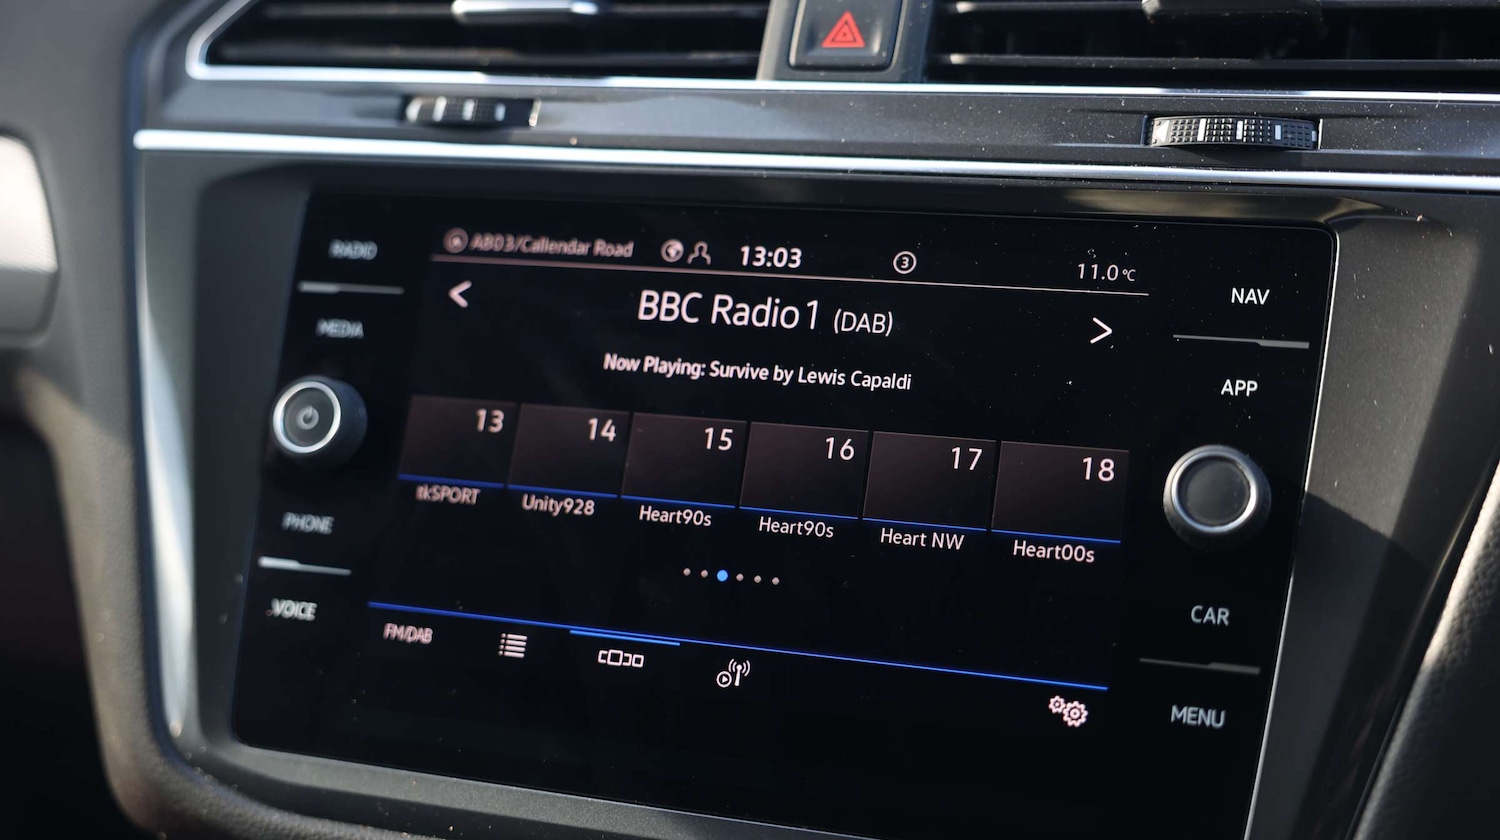 RADIO
MEDIA
PHONE
VOICE
A803/Callendar Road
13:03
3
11.0°C
BBC Radio 1 (DAB)
Now Playing: Survive by Lewis Capaldi
13 14 15 16 17 18
tkSPORT Unity928 Heart90s Heart90s Heart NW Heart00s
FM/DAB
NAV
APP
CAR
MENU